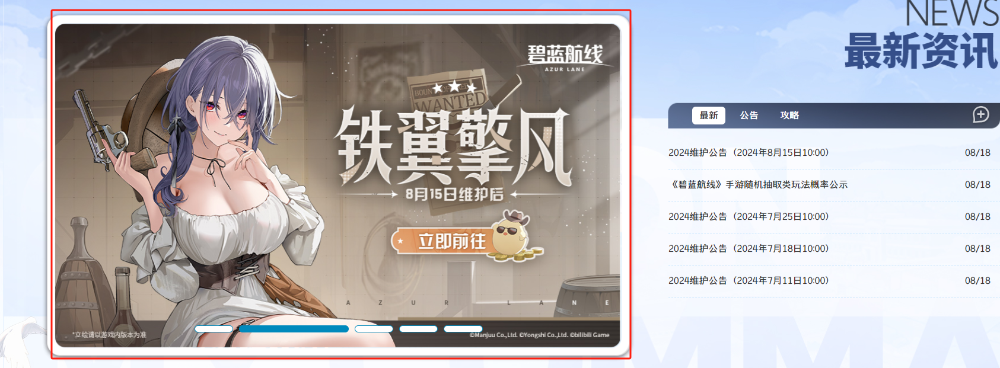 碧蓝航线
AZUR LANE
WANTED
铁翼擎风
8月15日维护后
立即前往
AZUR LANE
*立绘请以游戏内版本为准
©Manjuu Co.,Ltd. ©Yongshi Co.,Ltd. ©bilibili Game
NEWS
最新资讯
最新 公告 攻略
2024维护公告（2024年8月15日10:00） 08/18
《碧蓝航线》手游随机抽取类玩法概率公示 08/18
2024维护公告（2024年7月25日10:00） 08/18
2024维护公告（2024年7月18日10:00） 08/18
2024维护公告（2024年7月11日10:00） 08/18